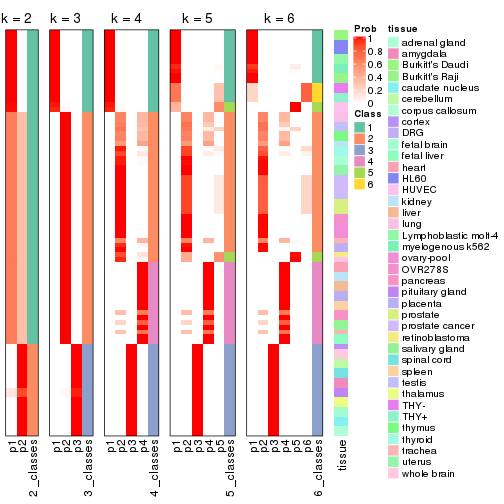 k = 2 k = 3 k = 4 k = 5 k = 6
Prob
1
0.8
0.6
0.4
0.2
0
Class
1
2
3
4
5
6
tissue
adrenal gland
amygdala
Bukitt's Daudi
Bukitt's Raji
caudate nucleus
cerebellum
corpus callosum
cortex
DRG
fetal brain
fetal liver
heart
HL60
HUVEC
kidney
liver
lung
Lymphoblastic molt-4
myelogenous k562
ovary-pool
OVR278S
pancreas
pituitary gland
placenta
prostate
prostate cancer
retinoblastoma
salivary gland
spinal cord
spleen
testis
thalamus
THY-
THY+
thymus
thyroid
trachea
uterus
whole brain
p1 p2 2_classes p1 p2 p3 3_classes p1 p2 p3 p4 4_classes p1 p2 p3 p4 p5 5_classes p1 p2 p3 p4 p5 p6 6_classes tissue